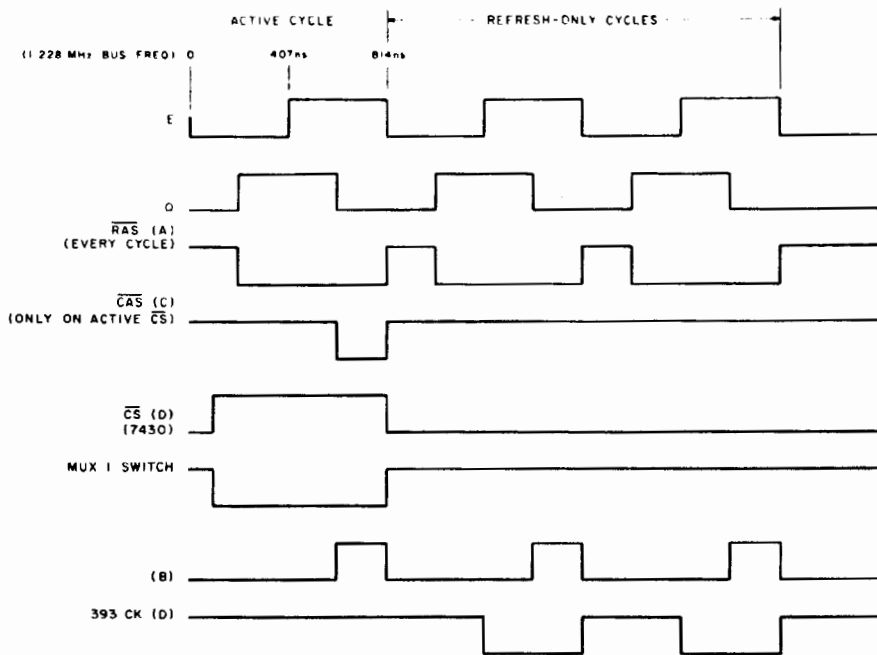 ACTIVE CYCLE
REFRESH-ONLY CYCLES
(1 228 MHz BUS FREQ) 0
407ns
814ns
E
Q
RAS (A)
(EVERY CYCLE)
CAS (C)
(ONLY ON ACTIVE CS)
CS (D)
(7430)
MUX I SWITCH
(B)
393 CK (D)